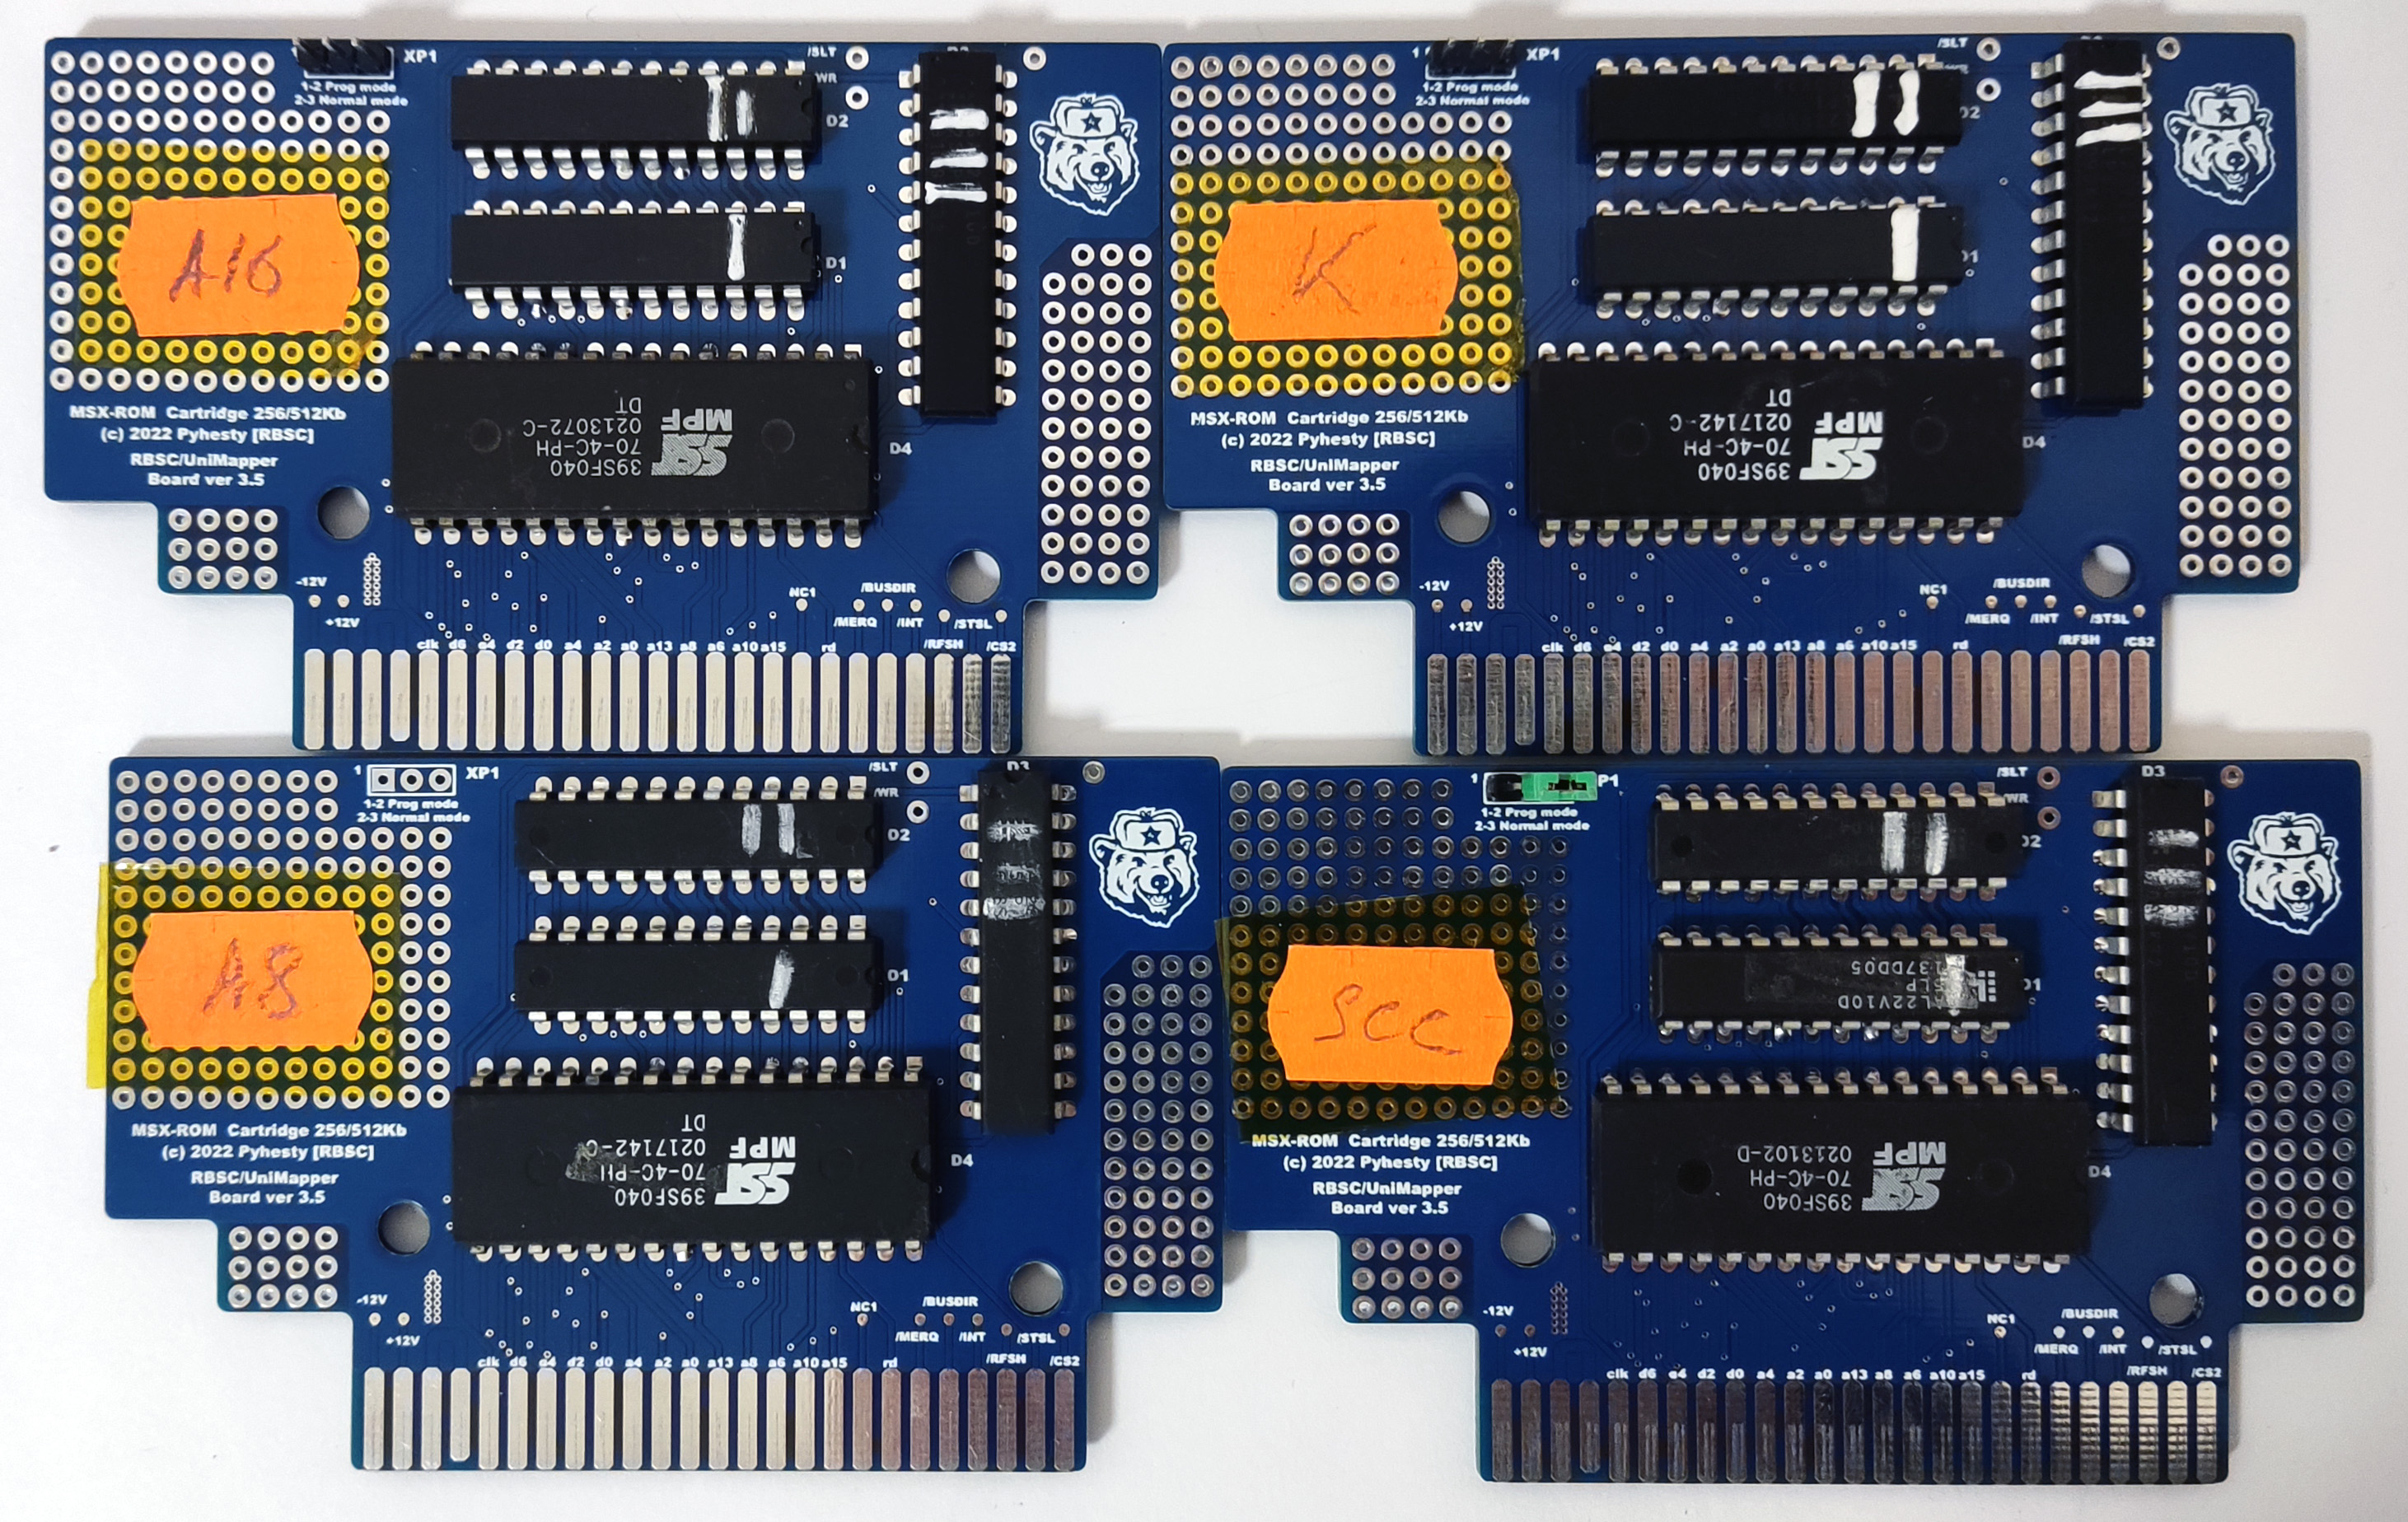 1
XP1
1-2 Prog mode
2-3 Normal mode
/SLT
WR
D2
D1
A16
MSX-ROM Cartridge 256/512Kb
(c) 2022 Pyhesty [RBSC]
RBSC/UniMapper
Board ver 3.5
SST
MPF
39SF040
70-4C-PH
0213072-C
DT
D4
-12V
+12V
NC1
/BUSDIR
/MERQ
/INT
/STSL
/RFSH
/CS2
clk d6 d2 d0 a4 a2 a0 a13 a8 a6 a10 a15 rd
1
XP1
1-2 Prog mode
2-3 Normal mode
/SLT
D2
D1
K
MSX-ROM Cartridge 256/512Kb
(c) 2022 Pyhesty [RBSC]
RBSC/UniMapper
Board ver 3.5
SST
MPF
39SF040
70-4C-PH
0217142-C
DT
D4
-12V
+12V
NC1
/BUSDIR
/MERQ
/INT
/STSL
/RFSH
/CS2
clk d6 d2 d0 a4 a2 a0 a13 a8 a6 a10 a15 rd
1
XP1
1-2 Prog mode
2-3 Normal mode
/SLT
WR
D3
D2
D1
A8
MSX-ROM Cartridge 256/512Kb
(c) 2022 Pyhesty [RBSC]
RBSC/UniMapper
Board ver 3.5
SST
MPF
39SF040
70-4C-PH
0217142-C
DT
D4
-12V
+12V
NC1
/BUSDIR
/MERQ
/INT
/STSL
/RFSH
/CS2
clk d6 d2 d0 a4 a2 a0 a13 a8 a6 a10 a15 rd
1
P1
1-2 Prog mode
2-3 Normal mode
/SLT
WR
D3
D2
D1
L22V10D
137DD05
SCC
MSX-ROM Cartridge 256/512Kb
(c) 2022 Pyhesty [RBSC]
RBSC/UniMapper
Board ver 3.5
SST
MPF
39SF040
70-4C-PH
0213102-D
D4
-12V
+12V
NC1
/BUSDIR
/MERQ
/INT
/STSL
/RFSH
/CS2
clk d6 d2 d0 a4 a2 a0 a13 a8 a6 a10 a15 rd